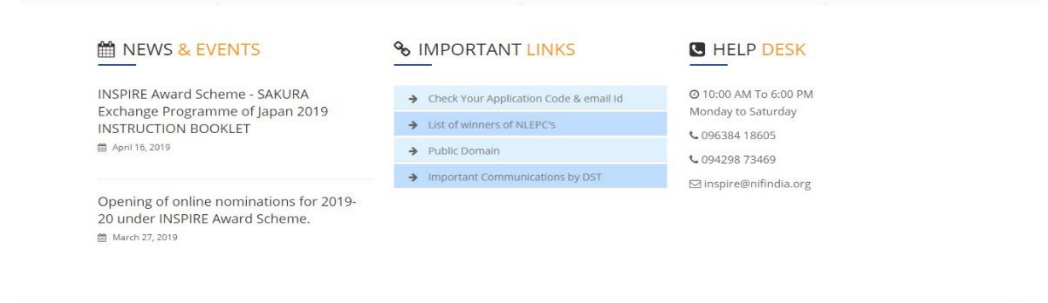 NEWS & EVENTS
INSPIRE Award Scheme - SAKURA
Exchange Programme of Japan 2019
INSTRUCTION BOOKLET
April 16, 2019
Opening of online nominations for 2019-
20 under INSPIRE Award Scheme.
March 27, 2019
IMPORTANT LINKS
Check Your Application Code & email Id
List of winners of NLEPC's
Public Domain
Important Communications by DST
HELP DESK
10:00 AM To 6:00 PM
Monday to Saturday
096384 18605
094298 73469
inspire@nifindia.org